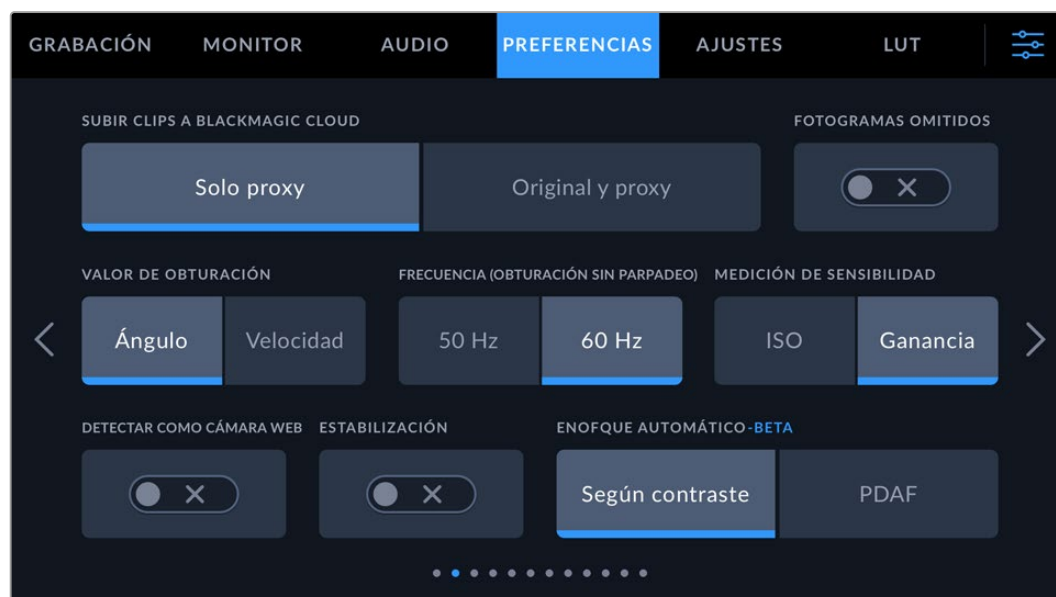 GRABACIÓN MONITOR AUDIO PREFERENCIAS AJUSTES LUT
SUBIR CLIPS A BLACKMAGIC CLOUD FOTOGRAMAS OMITIDOS
Solo proxy Original y proxy
VALOR DE OBTURACIÓN FRECUENCIA (OBTURACIÓN SIN PARPADEO) MEDICIÓN DE SENSIBILIDAD
Ángulo Velocidad 50 Hz 60 Hz ISO Ganancia
DETECTAR COMO CÁMARA WEB ESTABILIZACIÓN ENOFQUE AUTOMÁTICO-BETA
Según contraste PDAF